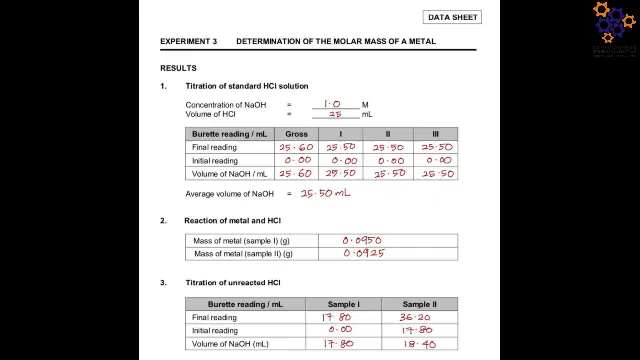 DATA SHEET
EXPERIMENT 3 DETERMINATION OF THE MOLAR MASS OF A METAL
RESULTS
1. Titration of standard HCl solution
Concentration of NaOH = 1.0 M
Volume of HCl = 25 mL
Burette reading / mL Gross I II III
Final reading 25.60 25.50 25.50 25.50
Initial reading 0.00 0.00 0.00 0.00
Volume of NaOH / mL 25.60 25.50 25.50 25.50
Average volume of NaOH = 25.50 mL
2. Reaction of metal and HCl
Mass of metal (sample I) (g) 0.0950
Mass of metal (sample II) (g) 0.0925
3. Titration of unreacted HCl
Burette reading / mL Sample I Sample II
Final reading 17.80 36.20
Initial reading 0.00 17.80
Volume of NaOH (mL) 17.80 18.40